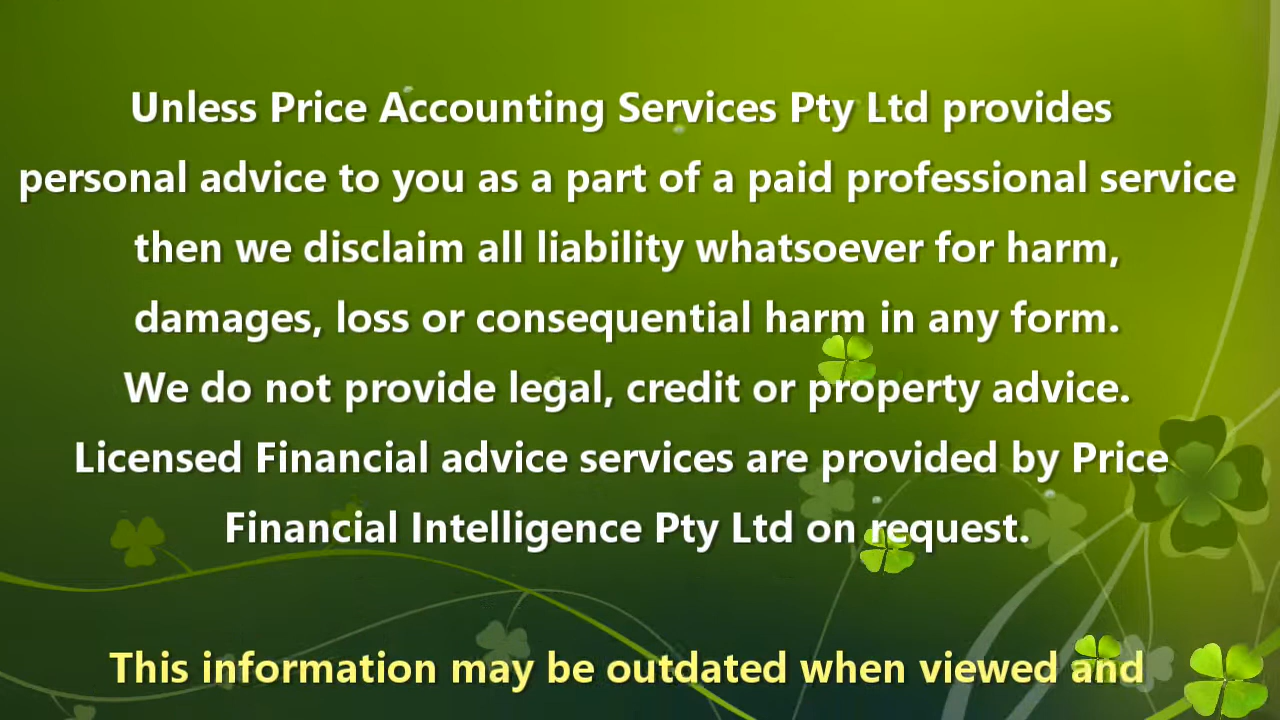 Unless Price Accounting Services Pty Ltd provides
personal advice to you as a part of a paid professional service
then we disclaim all liability whatsoever for harm,
damages, loss or consequential harm in any form.
We do not provide legal, credit or property advice.
Licensed Financial advice services are provided by Price
Financial Intelligence Pty Ltd on request.
This information may be outdated when viewed and